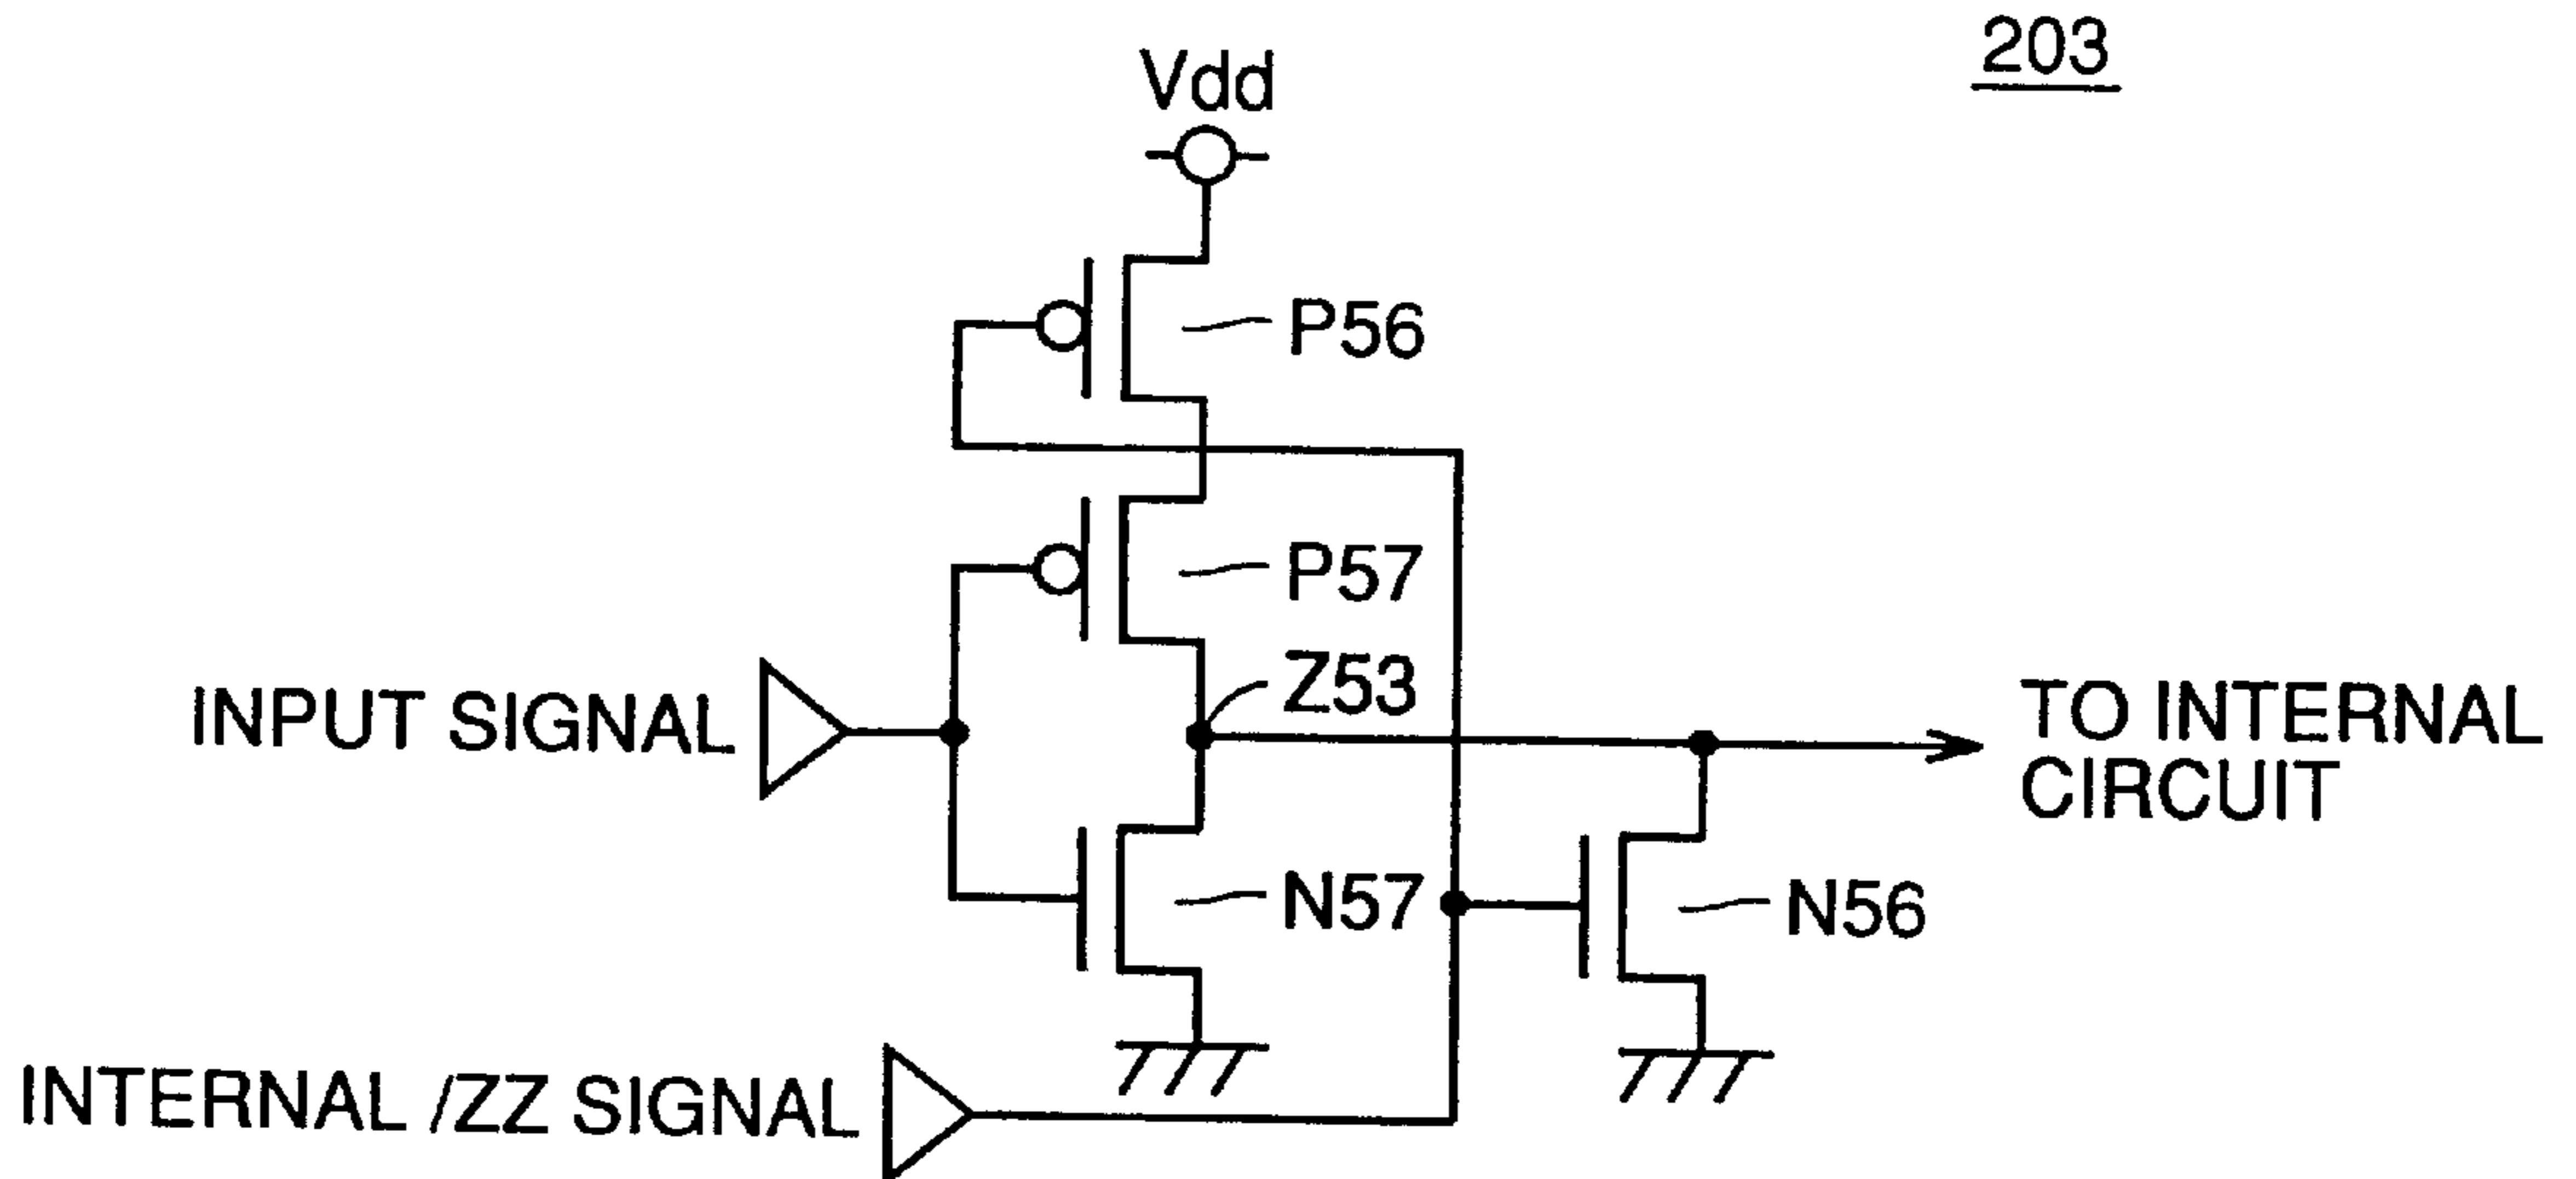 203
Vdd
P56
P57
Z53
INPUT SIGNAL
TO INTERNAL
CIRCUIT
N57
N56
INTERNAL /ZZ SIGNAL